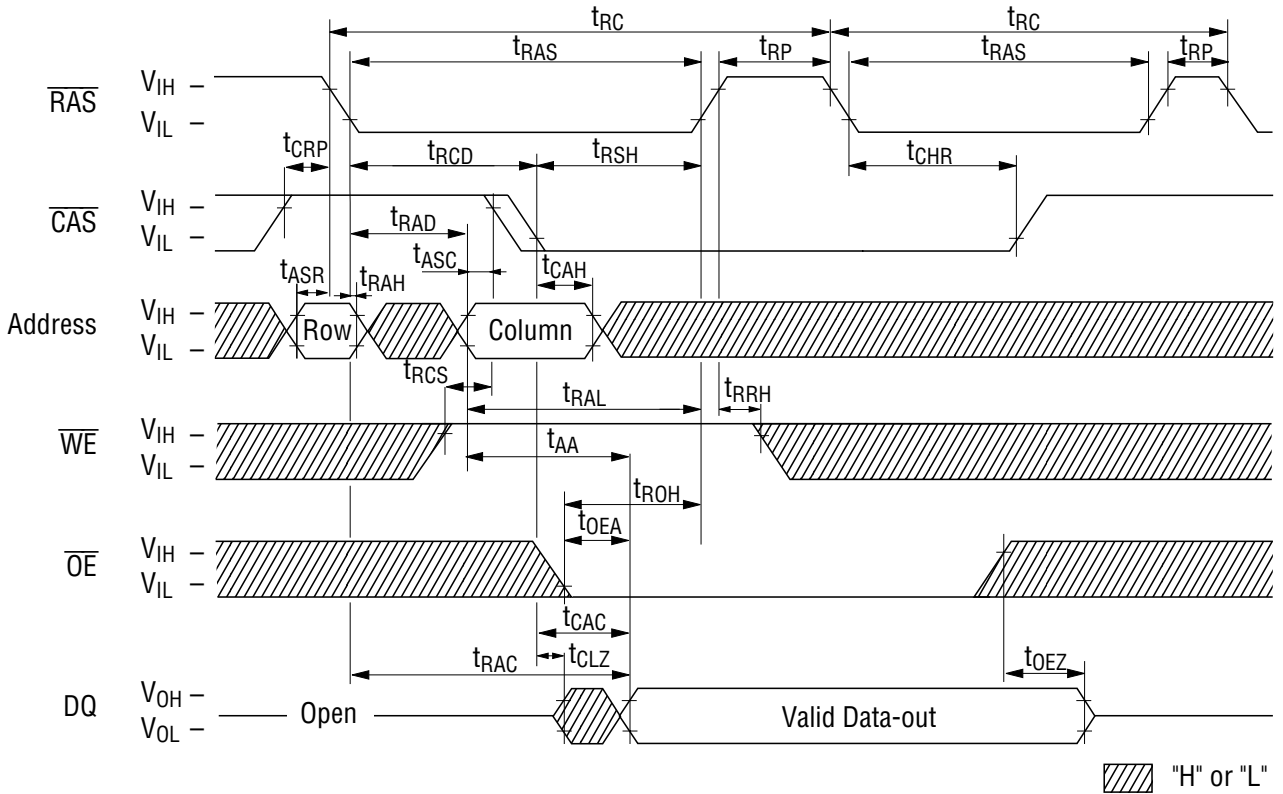 tRC tRC
tRAS tRP tRAS tRP
RAS VIH –
VIL –
tCRP tRCD tRSH tCHR
CAS VIH –
VIL –
tRAD
tASC tCAH
tASR tRAH
Address VIH –
VIL –
Row Column
tRCS tRAL tRRH
WE VIH –
VIL –
tAA
tROH
tOEA
OE VIH –
VIL –
tCAC
tRAC tCLZ tOEZ
DQ VOH –
VOL –
Open Valid Data-out
"H" or "L"